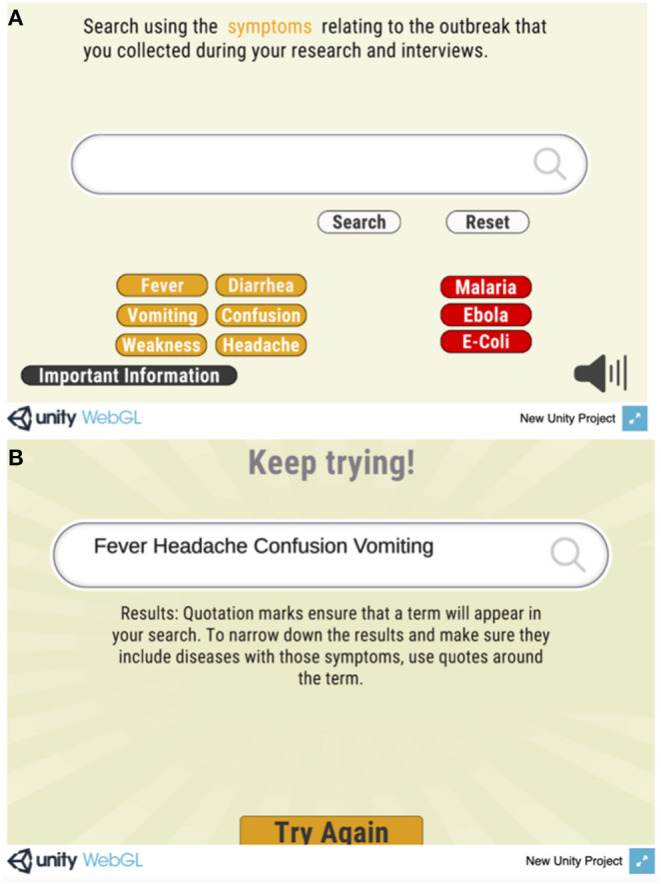 A
Search using the symptoms relating to the outbreak that
you collected during your research and interviews.
Search Reset
Fever Diarrhea Malaria
Vomiting Confusion Ebola
Weakness Headache E-Coli
Important Information
unity WebGL New Unity Project
B
Keep trying!
Fever Headache Confusion Vomiting
Results: Quotation marks ensure that a term will appear in
your search. To narrow down the results and make sure they
include diseases with those symptoms, use quotes around
the term.
Try Again
unity WebGL New Unity Project